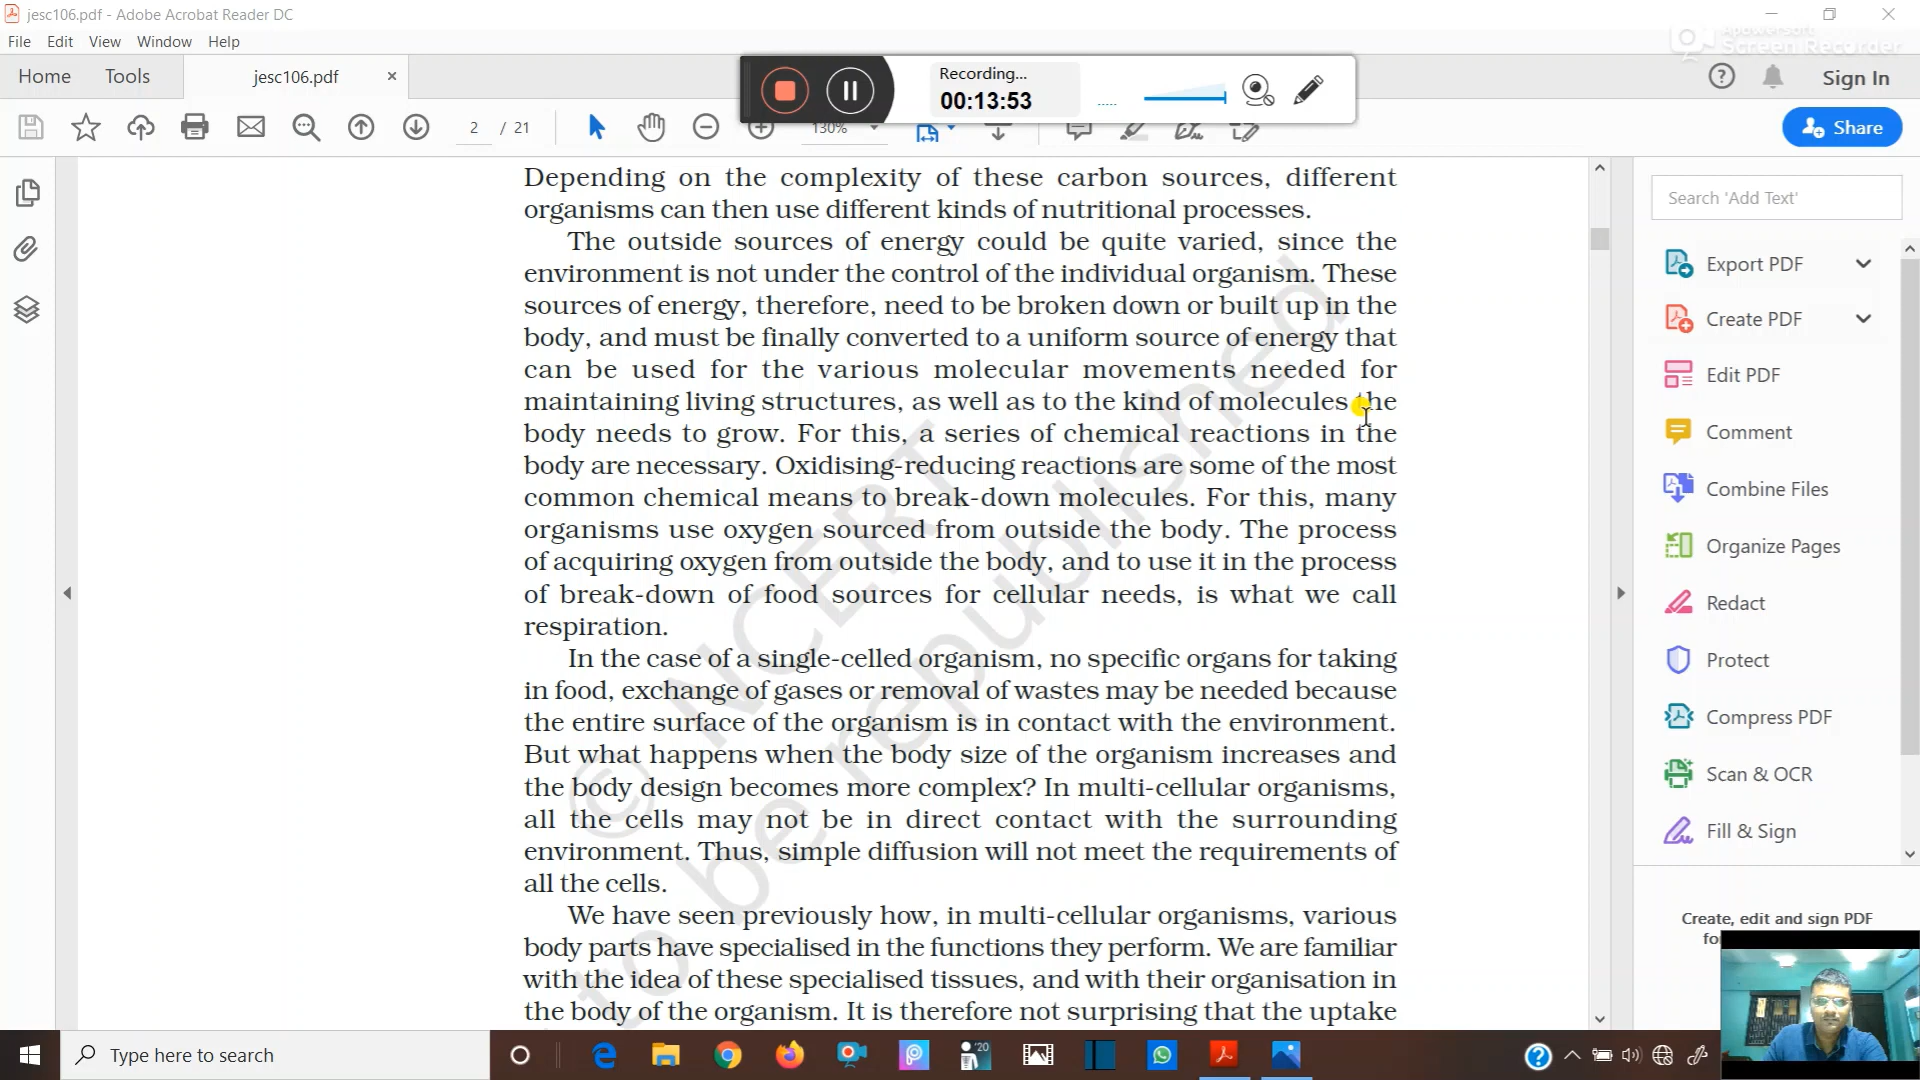 jesc106.pdf - Adobe Acrobat Reader DC
File Edit View Window Help
Apowersoft
Screen Recorder
Home Tools jesc106.pdf × Sign In
Recording...
00:13:53
2 / 21 130% Share
Depending on the complexity of these carbon sources, different
organisms can then use different kinds of nutritional processes.
The outside sources of energy could be quite varied, since the
environment is not under the control of the individual organism. These
sources of energy, therefore, need to be broken down or built up in the
body, and must be finally converted to a uniform source of energy that
can be used for the various molecular movements needed for
maintaining living structures, as well as to the kind of molecules the
body needs to grow. For this, a series of chemical reactions in the
body are necessary. Oxidising-reducing reactions are some of the most
common chemical means to break-down molecules. For this, many
organisms use oxygen sourced from outside the body. The process
of acquiring oxygen from outside the body, and to use it in the process
of break-down of food sources for cellular needs, is what we call
respiration.
In the case of a single-celled organism, no specific organs for taking
in food, exchange of gases or removal of wastes may be needed because
the entire surface of the organism is in contact with the environment.
But what happens when the body size of the organism increases and
the body design becomes more complex? In multi-cellular organisms,
all the cells may not be in direct contact with the surrounding
environment. Thus, simple diffusion will not meet the requirements of
all the cells.
We have seen previously how, in multi-cellular organisms, various
body parts have specialised in the functions they perform. We are familiar
with the idea of these specialised tissues, and with their organisation in
the body of the organism. It is therefore not surprising that the uptake
© NCERT
to be republished
Search 'Add Text'
Export PDF
Create PDF
Edit PDF
Comment
Combine Files
Organize Pages
Redact
Protect
Compress PDF
Scan & OCR
Fill & Sign
Create, edit and sign PDF
Type here to search